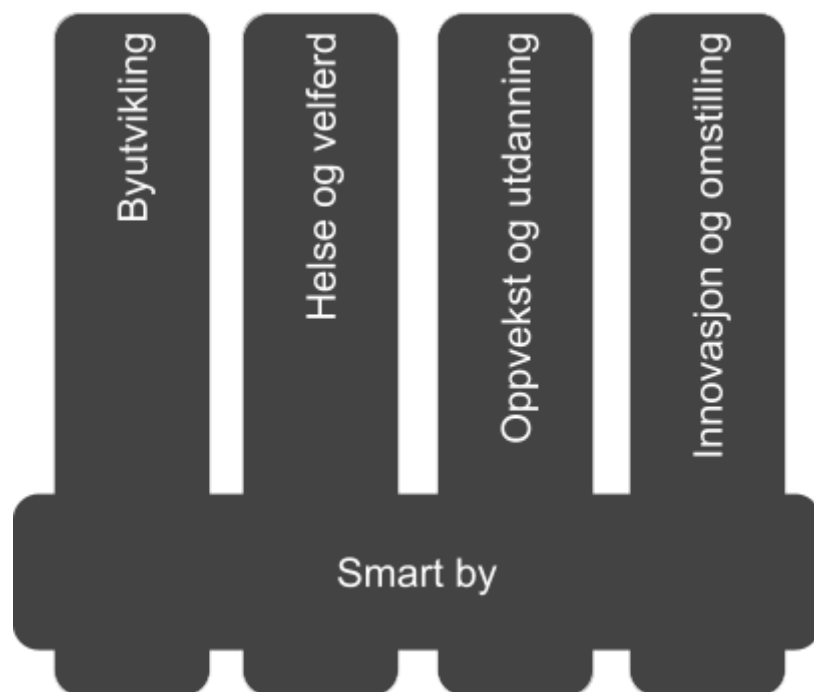 Byutvikling
Helse og velferd
Oppvekst og utdanning
Innovasjon og omstilling
Smart by